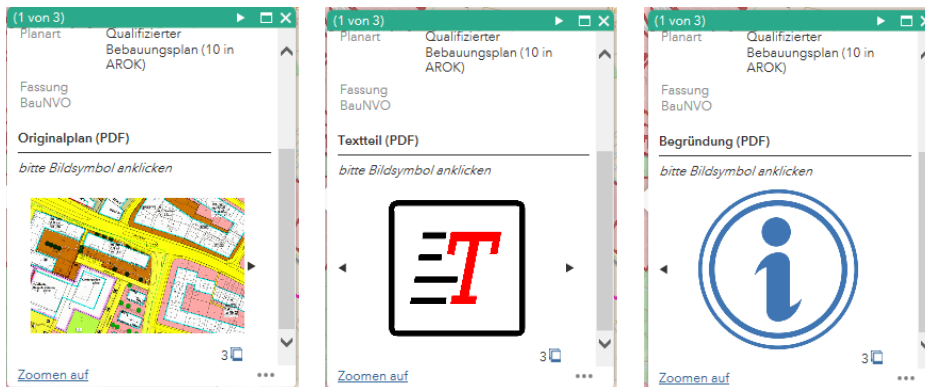 (1 von 3)
Planart
Qualifizierter
Bebauungsplan (10 in
AROK)
Fassung
BauNVO
Originalplan (PDF)
bitte Bildsymbol anklicken
3
Zoomen auf
(1 von 3)
Planart
Qualifizierter
Bebauungsplan (10 in
AROK)
Fassung
BauNVO
Textteil (PDF)
bitte Bildsymbol anklicken
T
3
Zoomen auf
(1 von 3)
Planart
Qualifizierter
Bebauungsplan (10 in
AROK)
Fassung
BauNVO
Begründung (PDF)
bitte Bildsymbol anklicken
i
3
Zoomen auf